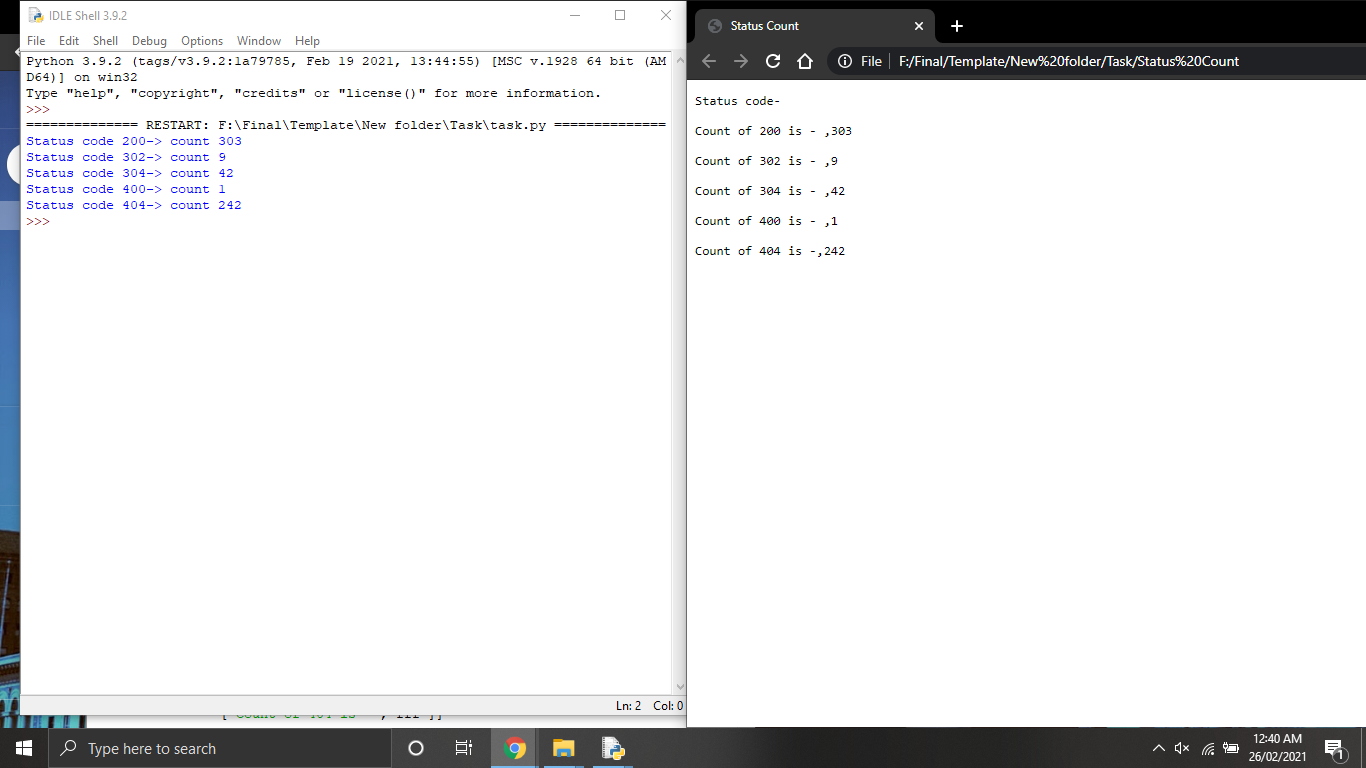 IDLE Shell 3.9.2
File Edit Shell Debug Options Window Help
Python 3.9.2 (tags/v3.9.2:1a79785, Feb 19 2021, 13:44:55) [MSC v.1928 64 bit (AM
D64)] on win32
Type "help", "copyright", "credits" or "license()" for more information.
>>>
============== RESTART: F:\Final\Template\New folder\Task\task.py ==============
Status code 200-> count 303
Status code 302-> count 9
Status code 304-> count 42
Status code 400-> count 1
Status code 404-> count 242
>>>
Ln: 2 Col: 0
Status Count
File F:/Final/Template/New%20folder/Task/Status%20Count
Status code-
Count of 200 is - ,303
Count of 302 is - ,9
Count of 304 is - ,42
Count of 400 is - ,1
Count of 404 is -,242
Type here to search
12:40 AM
26/02/2021
1